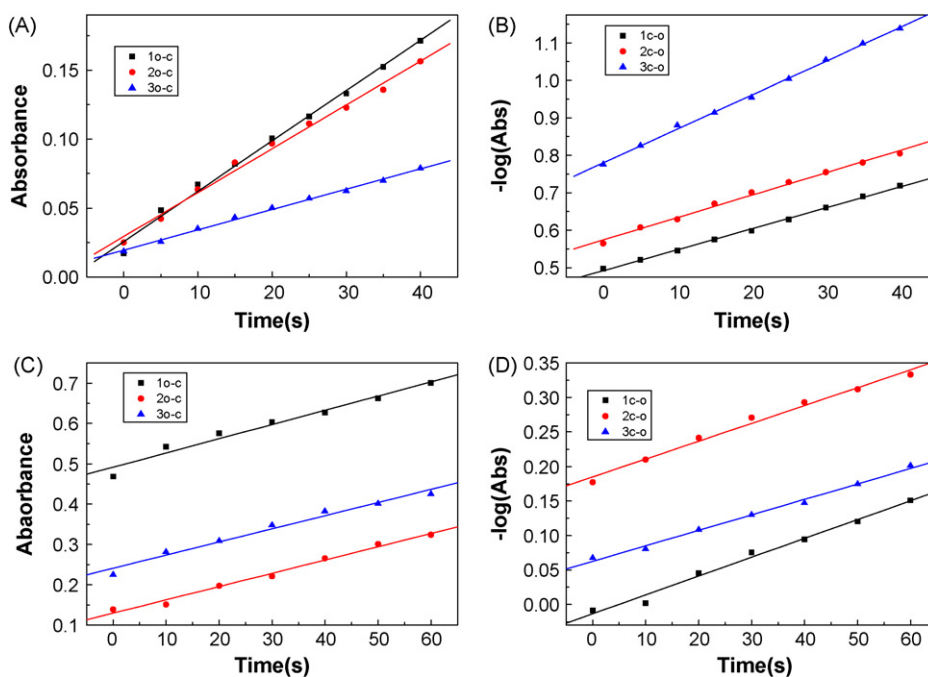 (A)
1o-c
2o-c
3o-c
Absorbance
0.15
0.10
0.05
0.00
0 10 20 30 40
Time(s)
(B)
1c-o
2c-o
3c-o
-log(Abs)
1.1
1.0
0.9
0.8
0.7
0.6
0.5
0 10 20 30 40
Time(s)
(C)
1o-c
2o-c
3o-c
Abaorbance
0.7
0.5
0.3
0.2
0.1
0 10 20 30 40 50 60
Time(s)
(D)
1c-o
2c-o
3c-o
-log(Abs)
0.35
0.30
0.25
0.20
0.15
0.10
0.05
0.00
0 10 20 30 40 50 60
Time(s)